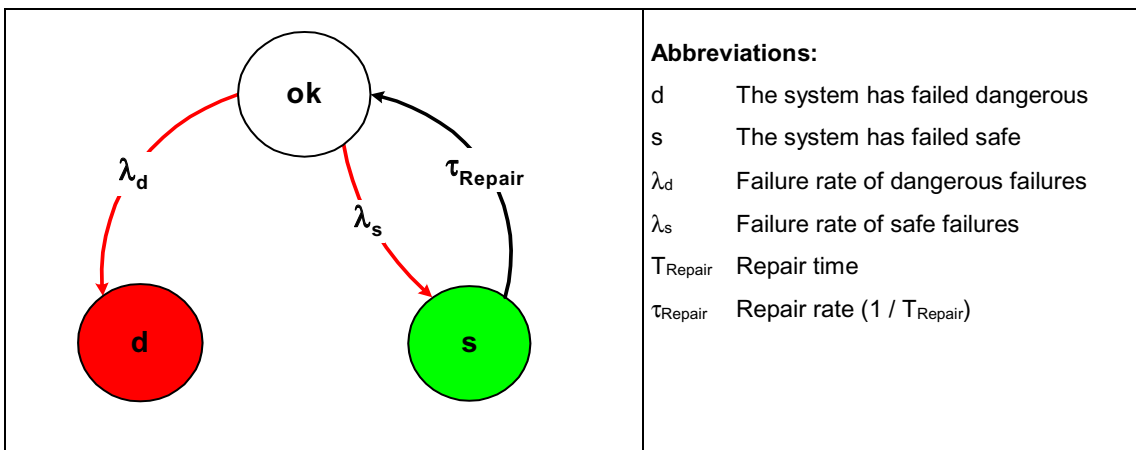 ok
λd
τRepair
λs
d
s
Abbreviations:
d The system has failed dangerous
s The system has failed safe
λd Failure rate of dangerous failures
λs Failure rate of safe failures
TRepair Repair time
τRepair Repair rate (1 / TRepair)